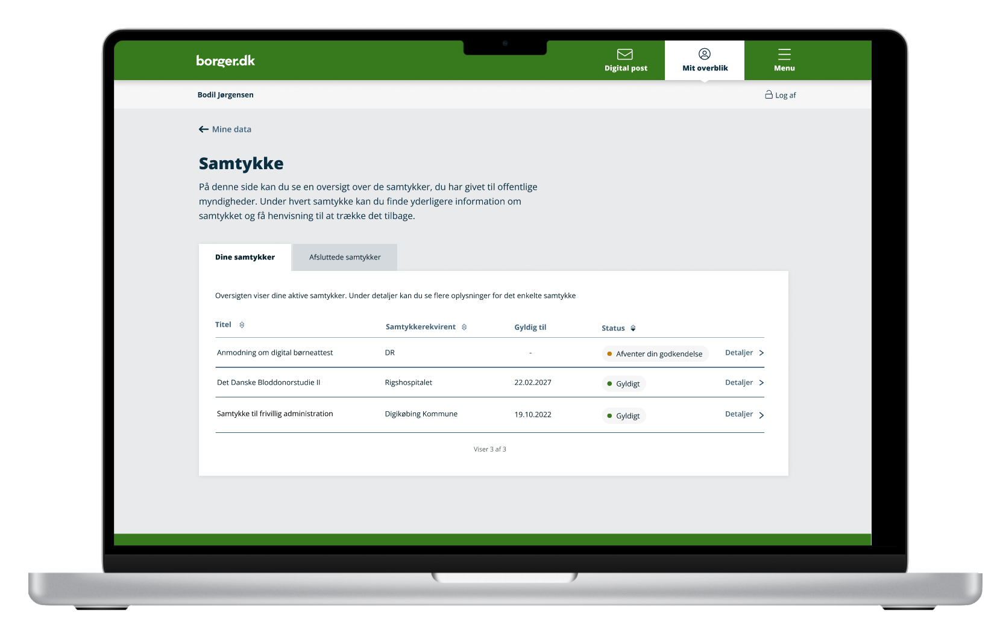 borger.dk
Digital post
Mit overblik
Menu
Bodil Jørgensen
Log af
Mine data
Samtykke
På denne side kan du se en oversigt over de samtykker, du har givet til offentlige
myndigheder. Under hvert samtykke kan du finde yderligere information om
samtykket og få henvisning til at trække det tilbage.
Dine samtykker
Afsluttede samtykker
Oversigten viser dine aktive samtykker. Under detaljer kan du se flere oplysninger for det enkelte samtykke
Titel Samtykkerekvirent Gyldig til Status
Anmodning om digital børneattest DR - Afventer din godkendelse Detaljer
Det Danske Bloddonorstudie II Rigshospitalet 22.02.2027 Gyldigt Detaljer
Samtykke til frivillig administration Digikøbing Kommune 19.10.2022 Gyldigt Detaljer
Viser 3 af 3